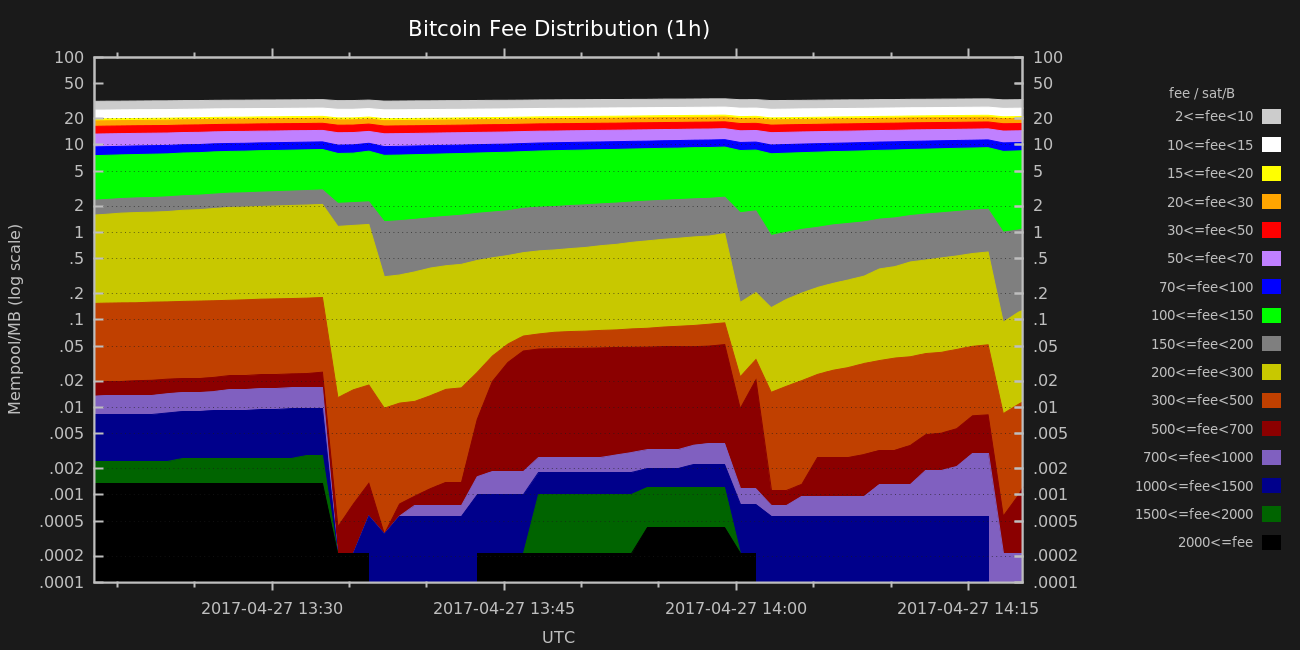 Bitcoin Fee Distribution (1h)
Mempool/MB (log scale)
100
50
20
10
5
2
1
.5
.2
.1
.05
.02
.01
.005
.002
.001
.0005
.0002
.0001
100
50
20
10
5
2
1
.5
.2
.1
.05
.02
.01
.005
.002
.001
.0005
.0002
.0001
2017-04-27 13:30 2017-04-27 13:45 2017-04-27 14:00 2017-04-27 14:15
UTC
fee / sat/B
2<=fee<10
10<=fee<15
15<=fee<20
20<=fee<30
30<=fee<50
50<=fee<70
70<=fee<100
100<=fee<150
150<=fee<200
200<=fee<300
300<=fee<500
500<=fee<700
700<=fee<1000
1000<=fee<1500
1500<=fee<2000
2000<=fee